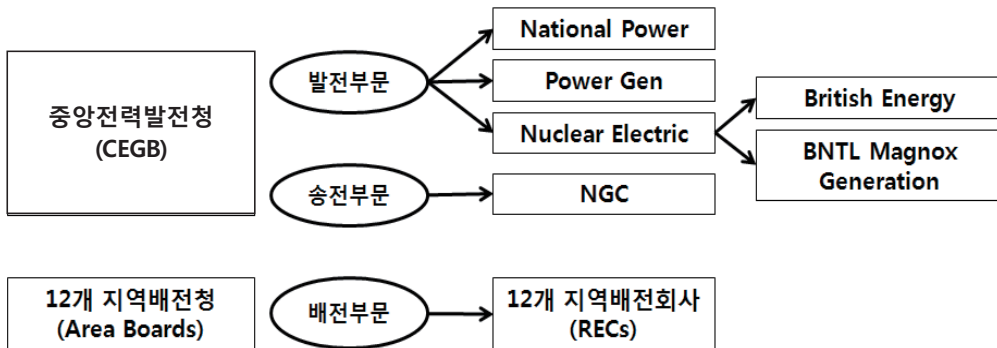 중앙전력발전청
(CEGB)
발전부문
National Power
Power Gen
Nuclear Electric
British Energy
BNTL Magnox
Generation
송전부문
NGC
12개 지역배전청
(Area Boards)
배전부문
12개 지역배전회사
(RECs)